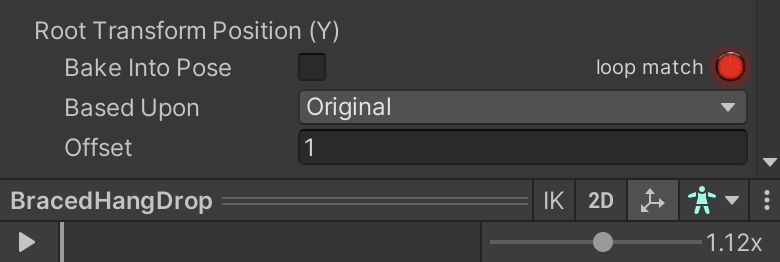 Root Transform Position (Y)
Bake Into Pose loop match
Based Upon Original
Offset 1
BracedHangDrop IK 2D
1.12x